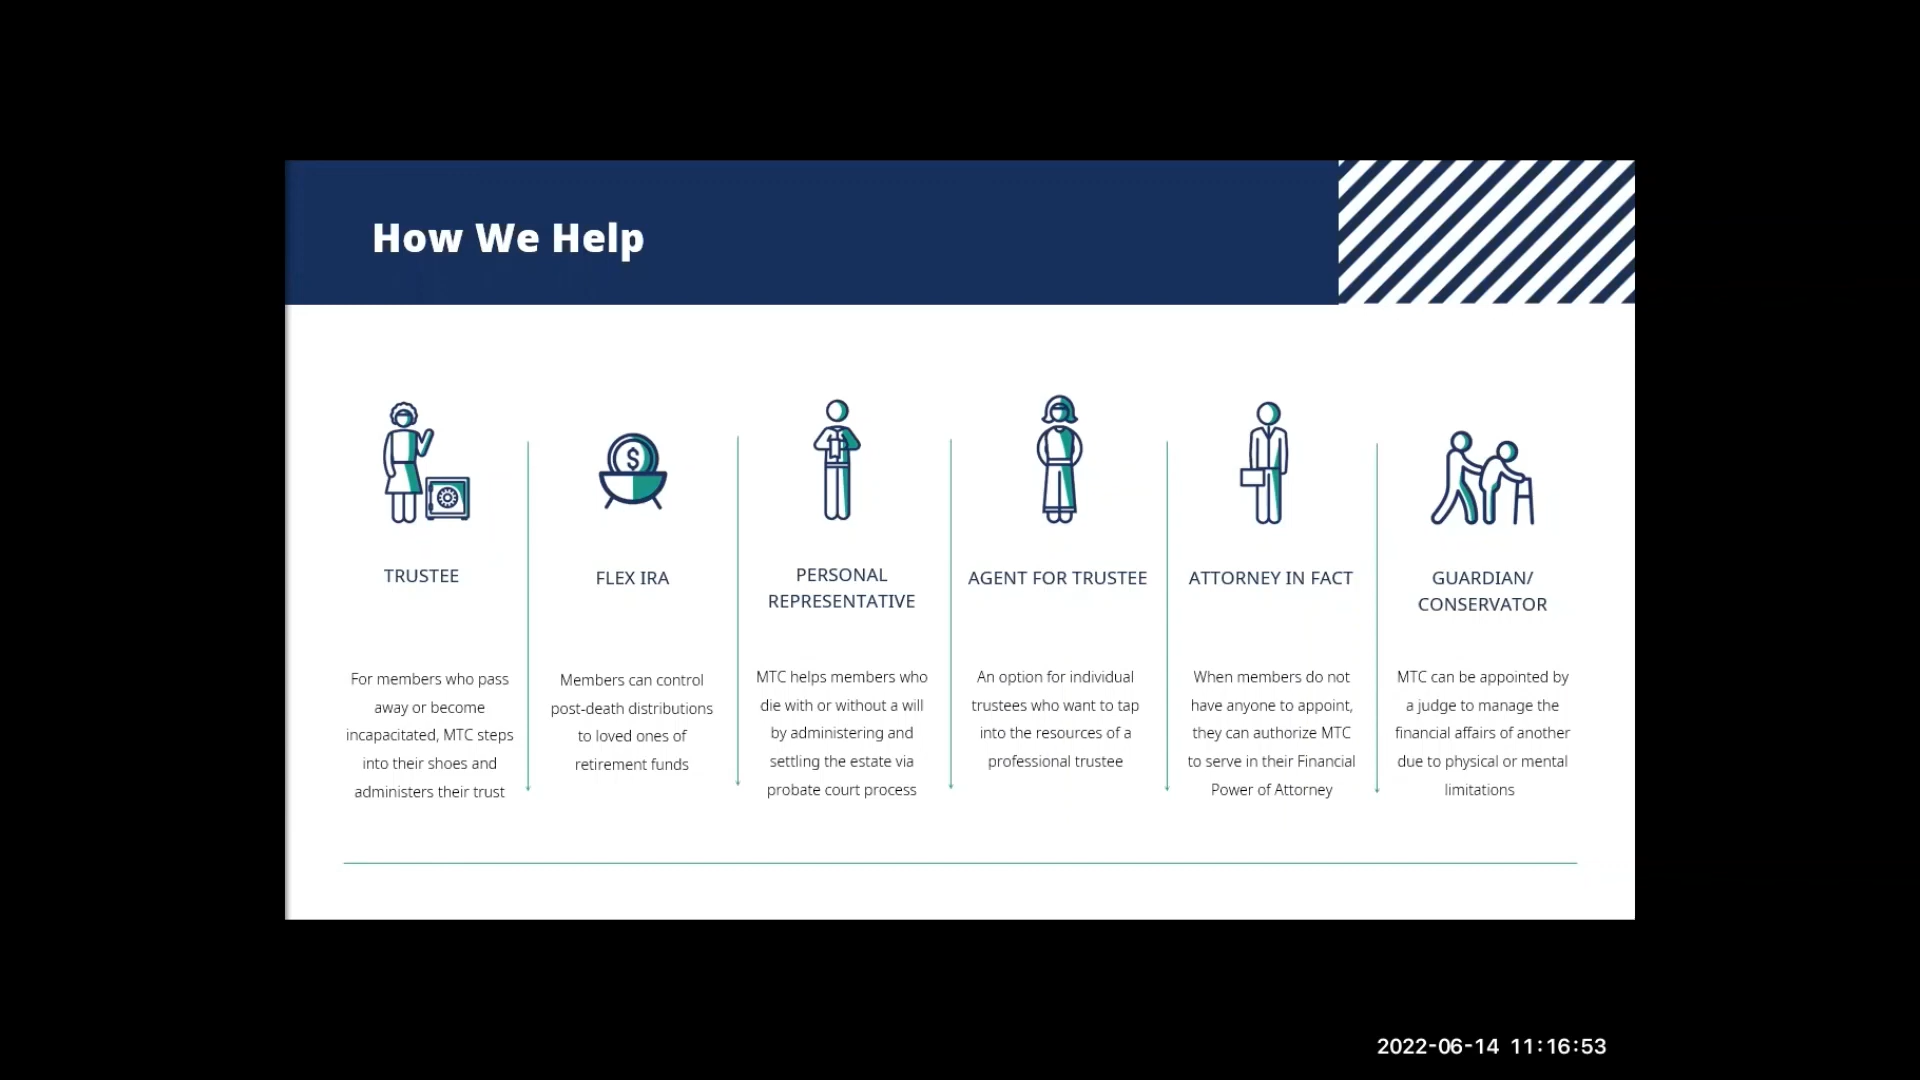 How We Help
TRUSTEE
For members who pass
away or become
incapacitated, MTC steps
into their shoes and
administers their trust
FLEX IRA
Members can control
post-death distributions
to loved ones of
retirement funds
PERSONAL
REPRESENTATIVE
MTC helps members who
die with or without a will
by administering and
settling the estate via
probate court process
AGENT FOR TRUSTEE
An option for individual
trustees who want to tap
into the resources of a
professional trustee
ATTORNEY IN FACT
When members do not
have anyone to appoint,
they can authorize MTC
to serve in their Financial
Power of Attorney
GUARDIAN/
CONSERVATOR
MTC can be appointed by
a judge to manage the
financial affairs of another
due to physical or mental
limitations
2022-06-14 11:16:53